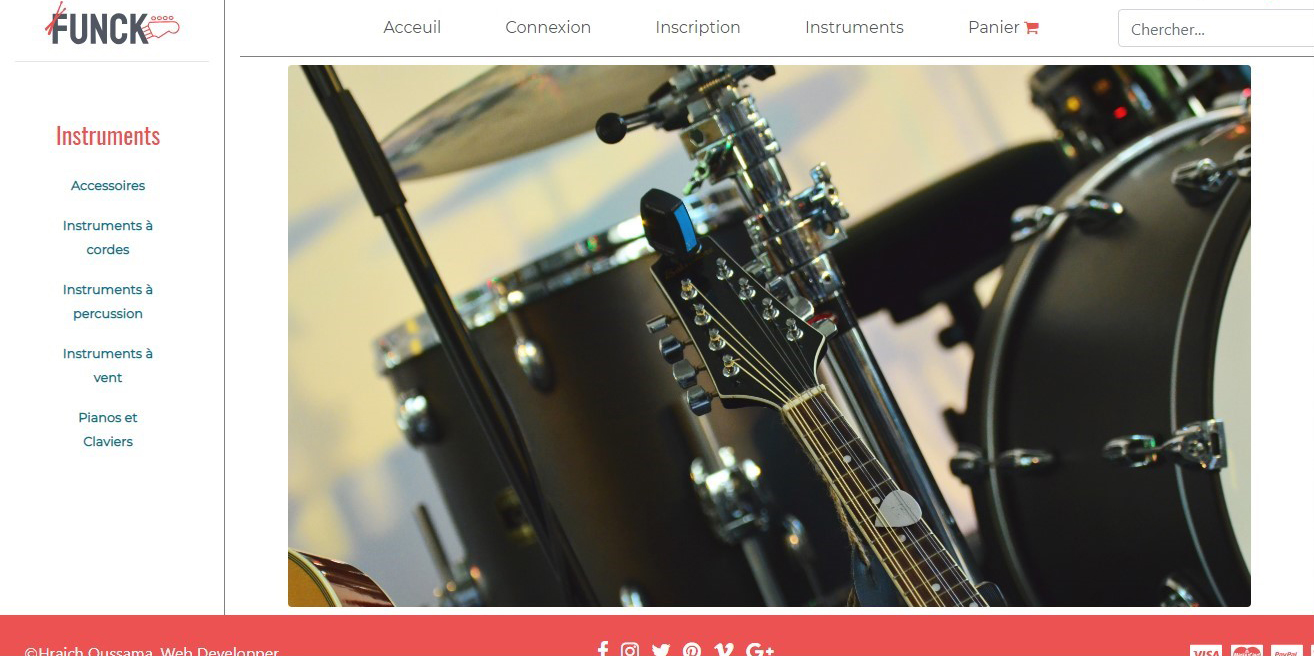 FUNCK
Acceuil Connexion Inscription Instruments Panier Chercher...
Instruments
Accessoires
Instruments à
cordes
Instruments à
percussion
Instruments à
vent
Pianos et
Claviers
©Hraich Oussama, Web Developper
VISA MasterCard PayPal